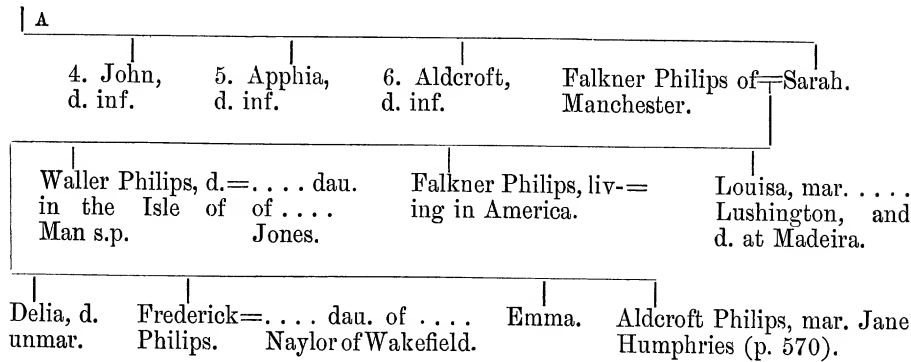 A
4. John,
d. inf.
5. Apphia,
d. inf.
6. Aldcroft,
d. inf.
Falkner Philips of=Sarah.
Manchester.
Waller Philips, d.=. . . . dau.
in the Isle of of . . . .
Man s.p. Jones.
Falkner Philips, liv-=
ing in America.
Louisa, mar. . . . .
Lushington, and
d. at Madeira.
Delia, d.
unmar.
Frederick=. . . . dau. of . . . .
Philips. Naylor of Wakefield.
Emma.
Aldcroft Philips, mar. Jane
Humphries (p. 570).